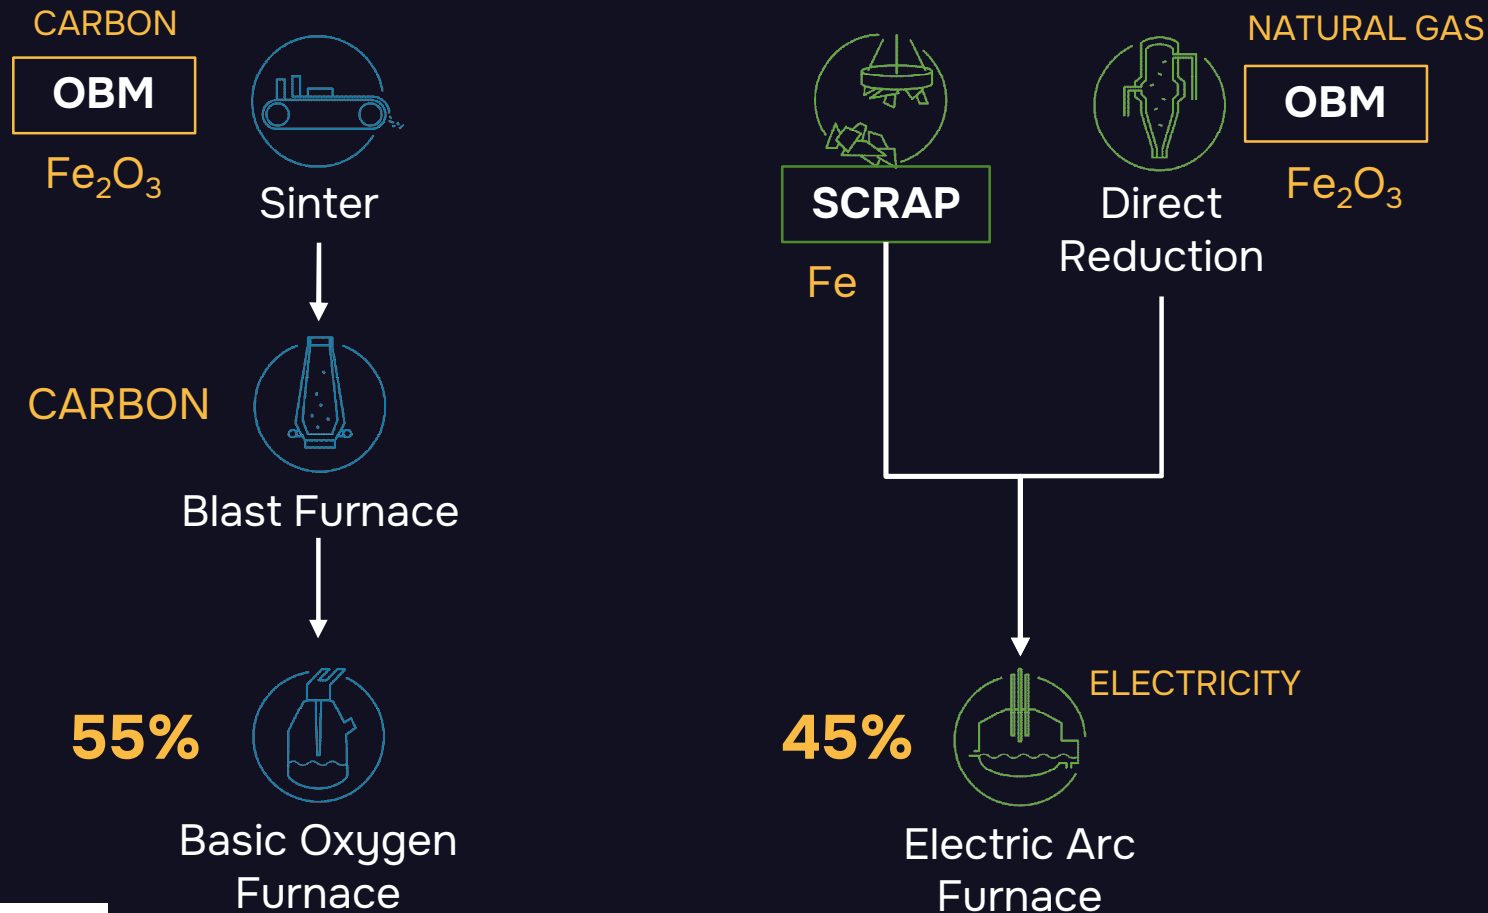 CARBON
OBM
Fe₂O₃
Sinter
CARBON
Blast Furnace
55%
Basic Oxygen
Furnace
SCRAP
Fe
NATURAL GAS
OBM
Fe₂O₃
Direct
Reduction
ELECTRICITY
45%
Electric Arc
Furnace